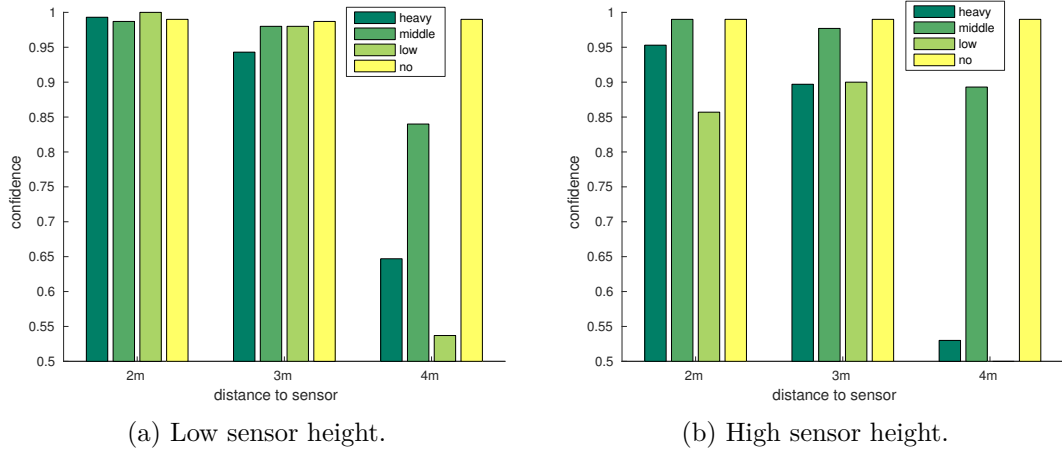 1
0.95
0.9
0.85
0.8
0.75
0.7
0.65
0.6
0.55
0.5
confidence
2m 3m 4m
distance to sensor
heavy
middle
low
no
(a) Low sensor height.
1
0.95
0.9
0.85
0.8
0.75
0.7
0.65
0.6
0.55
0.5
confidence
2m 3m 4m
distance to sensor
heavy
middle
low
no
(b) High sensor height.